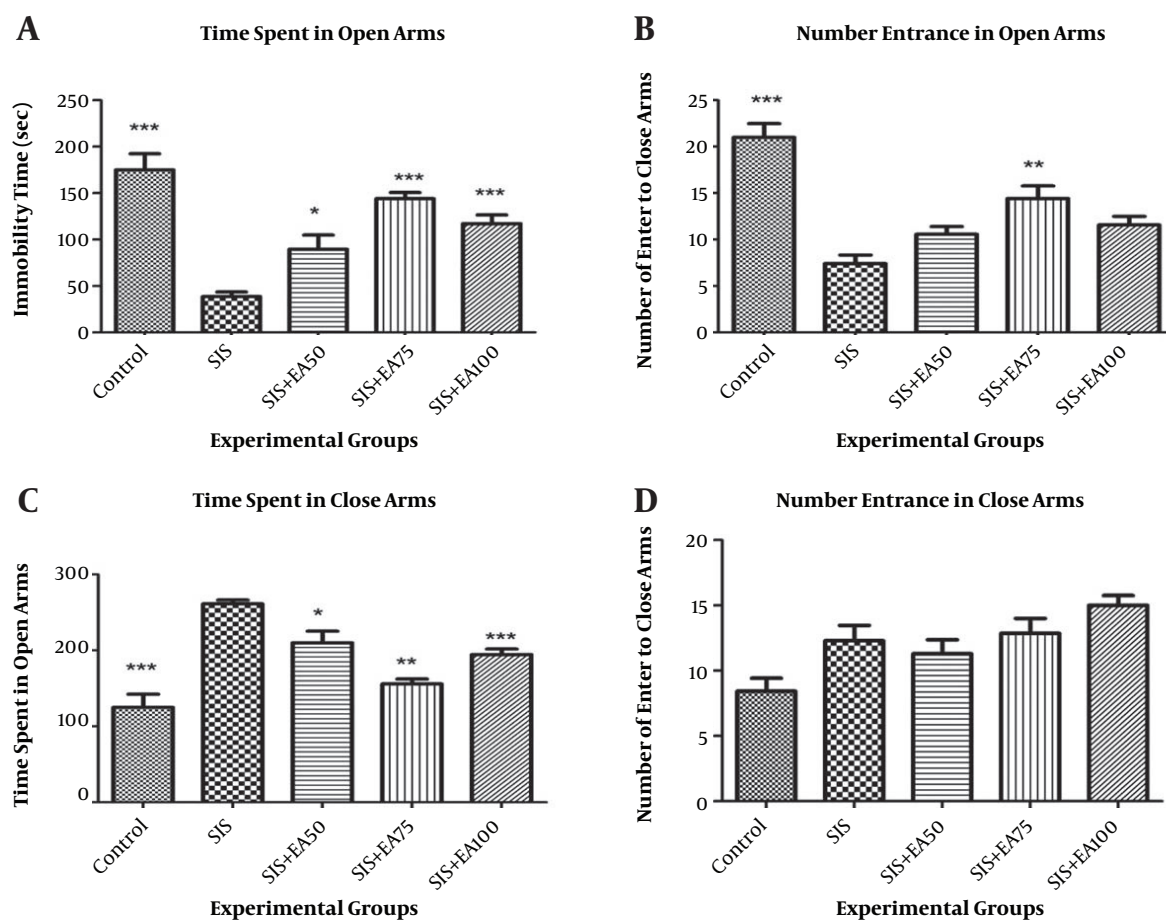 A
Time Spent in Open Arms
Immobility Time (sec)
250
200
150
100
50
0
***
*
***
***
Control
SIS
SIS+EA50
SIS+EA75
SIS+EA100
Experimental Groups
B
Number Entrance in Open Arms
Number of Enter to Close Arms
25
20
15
10
5
0
***
**
Control
SIS
SIS+EA50
SIS+EA75
SIS+EA100
Experimental Groups
C
Time Spent in Close Arms
Time Spent in Open Arms
300
200
100
0
***
*
**
***
Control
SIS
SIS+EA50
SIS+EA75
SIS+EA100
Experimental Groups
D
Number Entrance in Close Arms
Number of Enter to Close Arms
20
15
10
5
0
Control
SIS
SIS+EA50
SIS+EA75
SIS+EA100
Experimental Groups